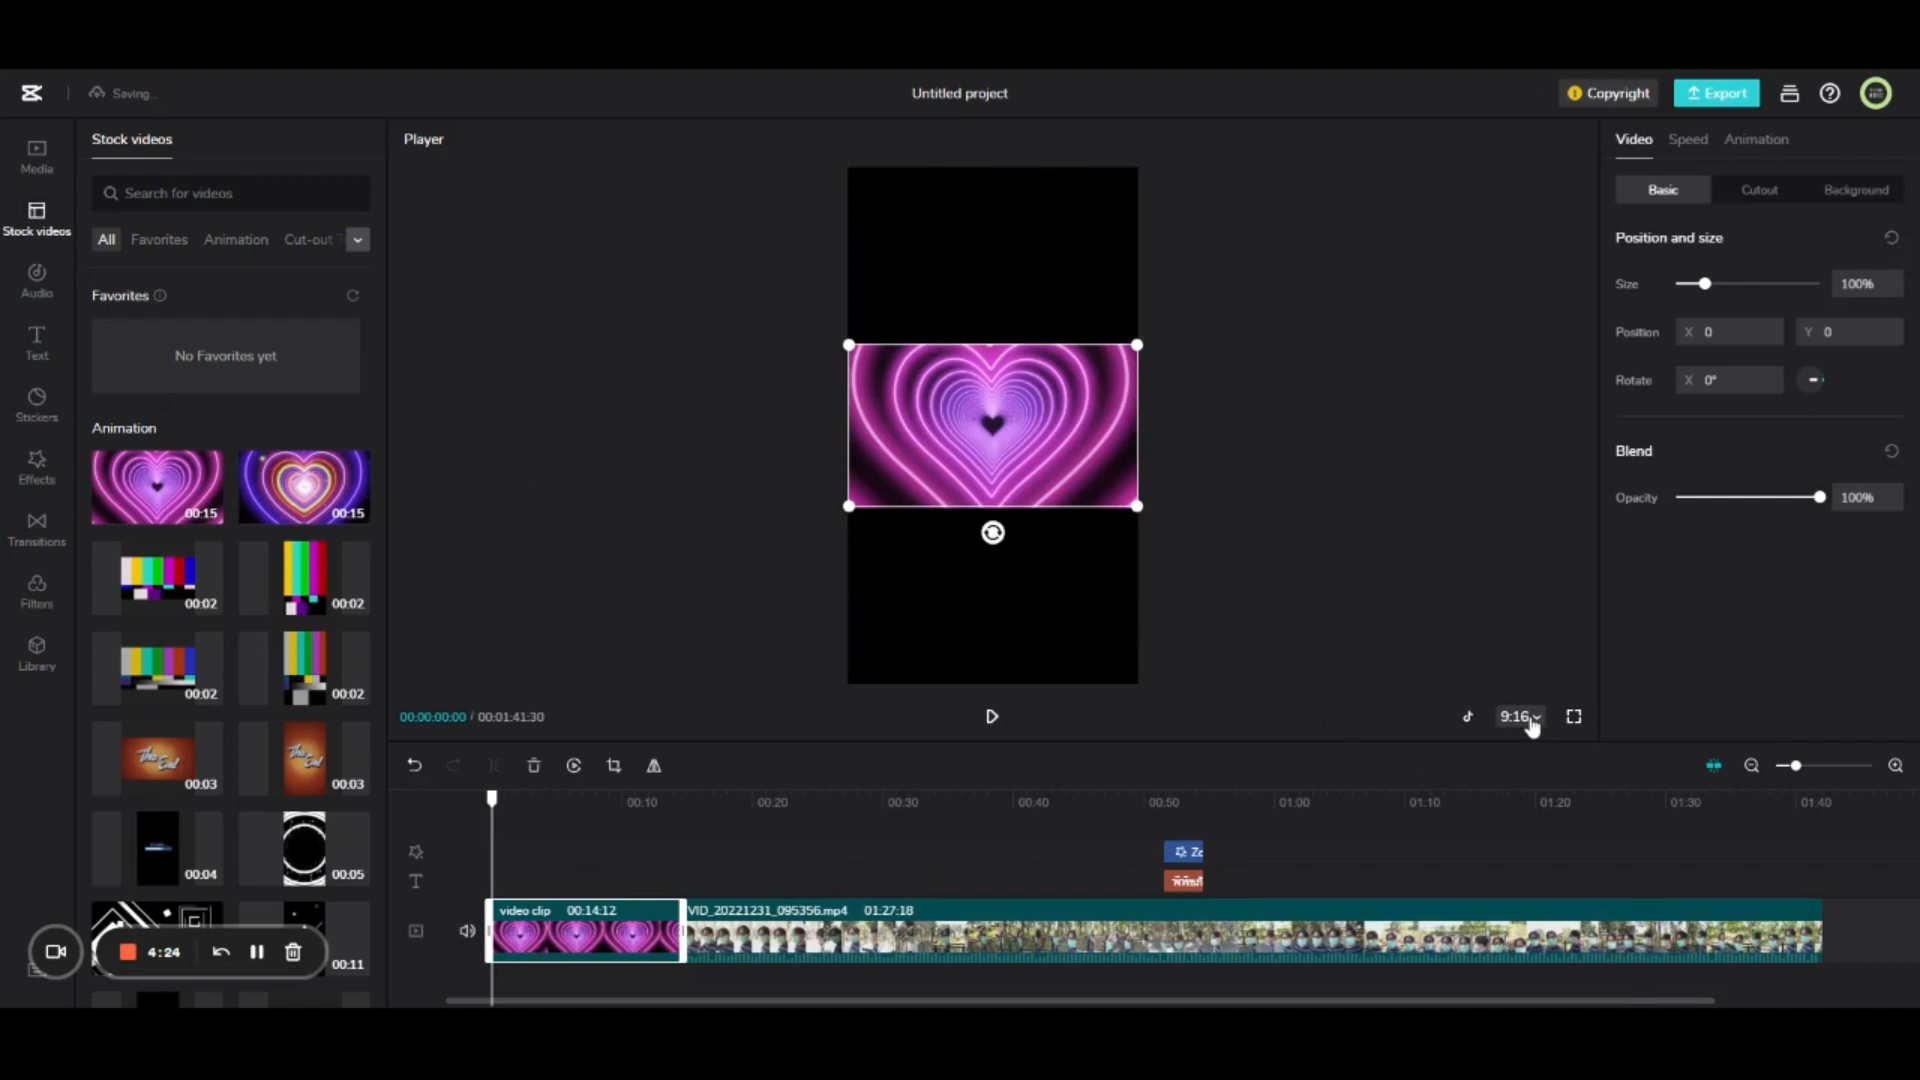 Saving...
Untitled project
Copyright
Export
Media
Stock videos
Audio
Text
Stickers
Effects
Transitions
Filters
Library
Stock videos
Search for videos
All Favorites Animation Cut-out
Favorites
No Favorites yet
Animation
00:15 00:15
00:02 00:02
00:02 00:02
The End The End
00:03 00:03
00:04 00:05
00:11
4:24
Player
00:00:00:00 / 00:01:41:30
9:16
Video Speed Animation
Basic Cutout Background
Position and size
Size 100%
Position X 0 Y 0
Rotate X 0°
Blend
Opacity 100%
00:10 00:20 00:30 00:40 00:50 01:00 01:10 01:20 01:30 01:40
video clip 00:14:12
VID_20221231_095356.mp4 01:27:18